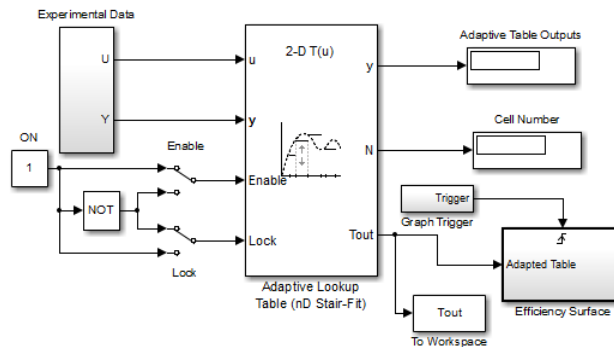 Experimental Data
U
Y
ON
1
NOT
Enable
Lock
2-D T(u)
u
y
Enable
Lock
y
N
Tout
Adaptive Lookup
Table (nD Stair-Fit)
Adaptive Table Outputs
Cell Number
Trigger
Graph Trigger
Adapted Table
Efficiency Surface
Tout
To Workspace